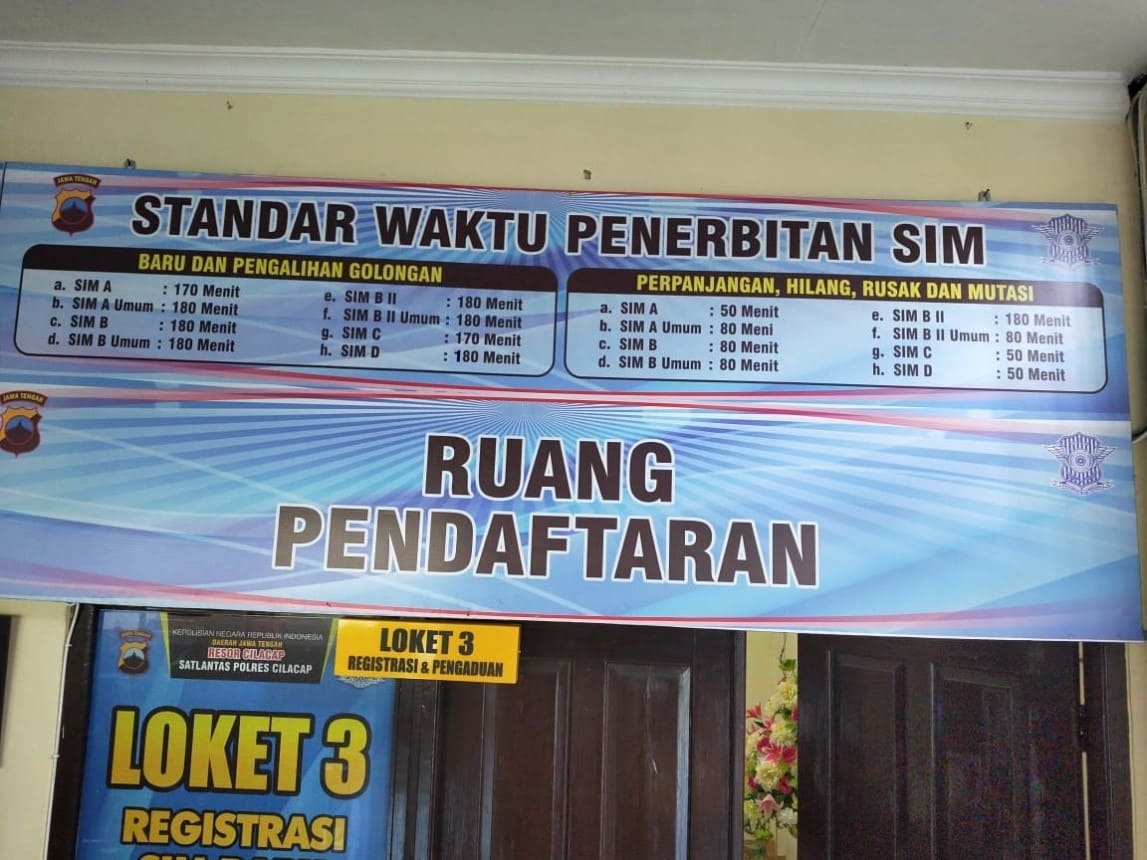 JAWA TENGAH
STANDAR WAKTU PENERBITAN SIM
BARU DAN PENGALIHAN GOLONGAN
a. SIM A : 170 Menit
b. SIM A Umum : 180 Menit
c. SIM B : 180 Menit
d. SIM B Umum : 180 Menit
e. SIM B II : 180 Menit
f. SIM B II Umum : 180 Menit
g. SIM C : 170 Menit
h. SIM D : 180 Menit
PERPANJANGAN, HILANG, RUSAK DAN MUTASI
a. SIM A : 50 Menit
b. SIM A Umum : 80 Meni
c. SIM B : 80 Menit
d. SIM B Umum : 80 Menit
e. SIM B II : 180 Menit
f. SIM B II Umum : 80 Menit
g. SIM C : 50 Menit
h. SIM D : 50 Menit
JAWA TENGAH
RUANG
PENDAFTARAN
JAWA TENGAH
KEPOLISIAN NEGARA REPUBLIK INDONESIA
DAERAH JAWA TENGAH
RESOR CILACAP
SATLANTAS POLRES CILACAP
LOKET 3
REGISTRASI & PENGADUAN
LOKET 3
REGISTRASI